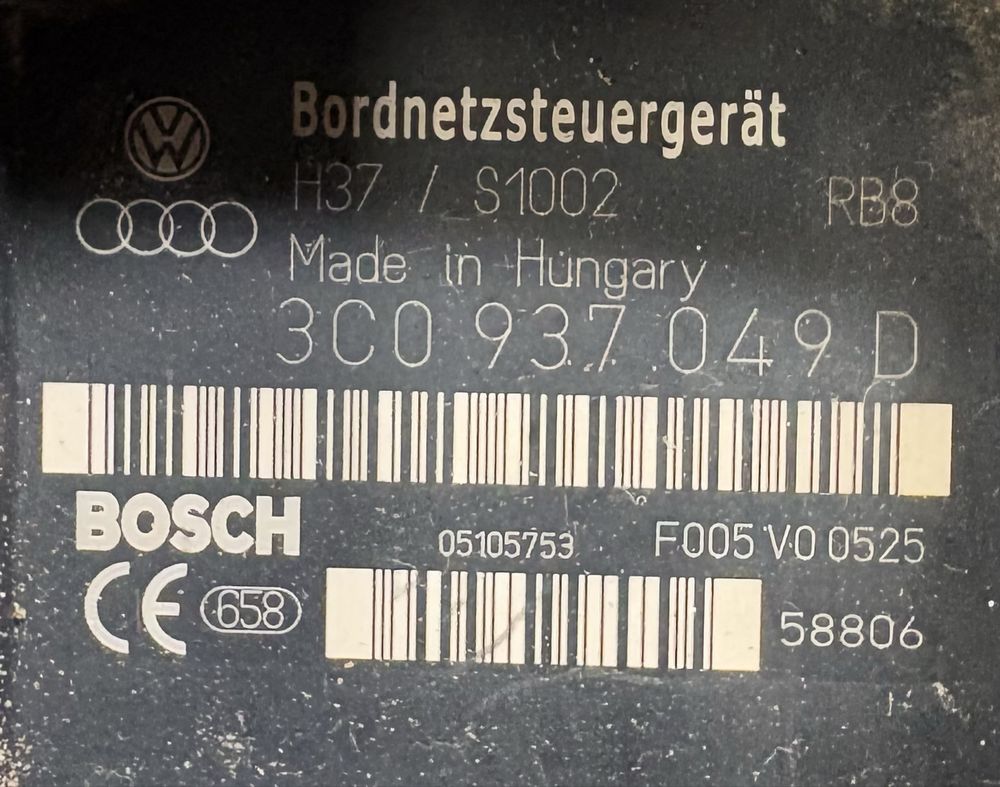 Bordnetzsteuergerät
H37 / S1002 RB8
Made in Hungary
3C0 937 049 D
BOSCH 05105753 F005 V0 0525
CE 658 58806